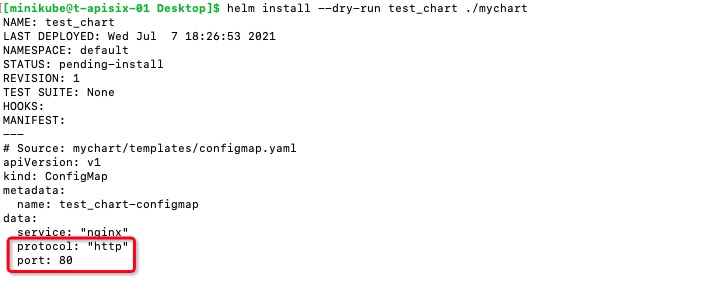 [[minikube@t-apisix-01 Desktop]$ helm install --dry-run test_chart ./mychart
NAME: test_chart
LAST DEPLOYED: Wed Jul  7 18:26:53 2021
NAMESPACE: default
STATUS: pending-install
REVISION: 1
TEST SUITE: None
HOOKS:
MANIFEST:
---
# Source: mychart/templates/configmap.yaml
apiVersion: v1
kind: ConfigMap
metadata:
  name: test_chart-configmap
data:
  service: "nginx"
  protocol: "http"
  port: 80